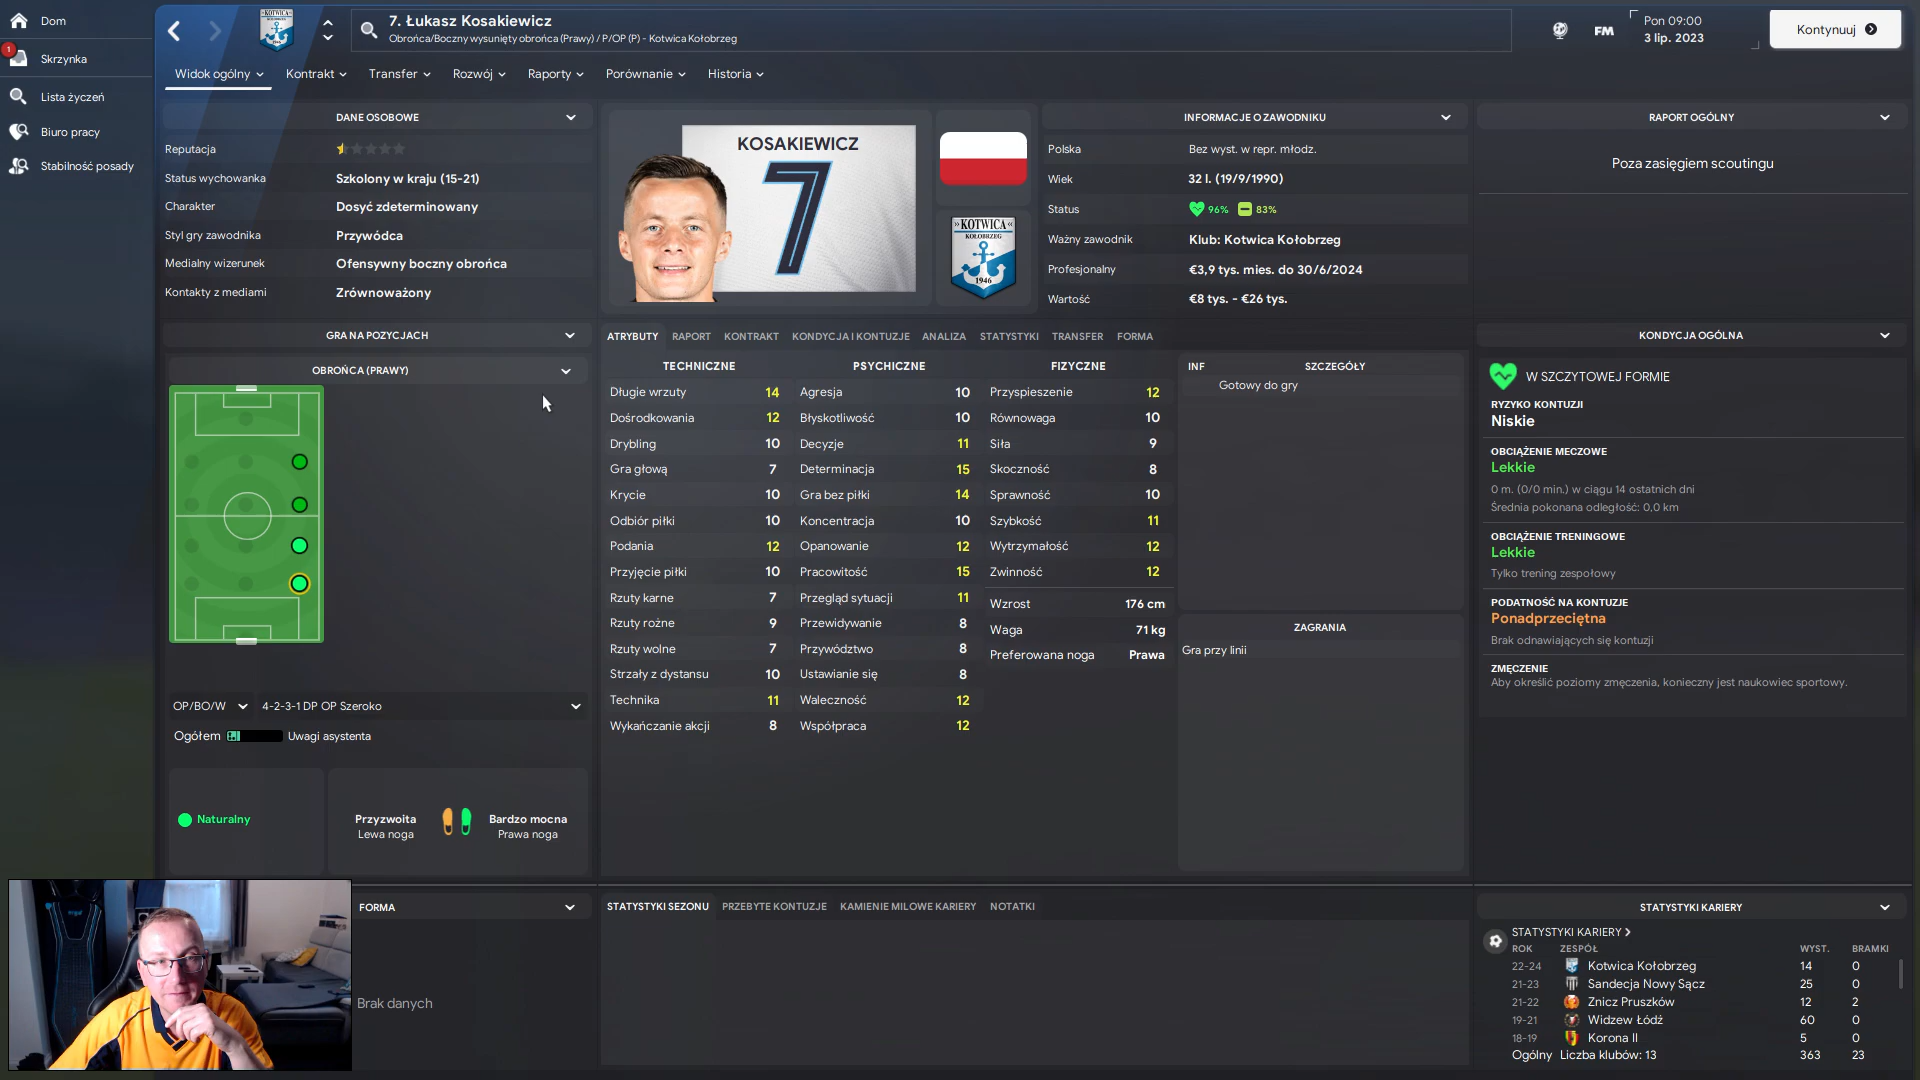 Dom
1
Skrzynka
Lista życzeń
Biuro pracy
Stabilność posady
7. Łukasz Kosakiewicz
Obrońca/Boczny wysunięty obrońca (Prawy) / P/OP (P) - Kotwica Kołobrzeg
FM
Pon 09:00
3 lip. 2023
Kontynuuj
Widok ogólny
Kontrakt
Transfer
Rozwój
Raporty
Porównanie
Historia
DANE OSOBOWE
Reputacja
Status wychowanka Szkolony w kraju (15-21)
Charakter Dosyć zdeterminowany
Styl gry zawodnika Przywódca
Medialny wizerunek Ofensywny boczny obrońca
Kontakty z mediami Zrównoważony
KOSAKIEWICZ
7
KOTWICA
KOŁOBRZEG
1946
INFORMACJE O ZAWODNIKU
Polska Bez wyst. w repr. młodz.
Wiek 32 l. (19/9/1990)
Status 96% 83%
Ważny zawodnik Klub: Kotwica Kołobrzeg
Profesjonalny €3,9 tys. mies. do 30/6/2024
Wartość €8 tys. - €26 tys.
RAPORT OGÓLNY
Poza zasięgiem scoutingu
GRA NA POZYCJACH
OBROŃCA (PRAWY)
OP/BO/W 4-2-3-1 DP OP Szeroko
Ogółem Uwagi asystenta
Naturalny
Przyzwoita
Lewa noga
Bardzo mocna
Prawa noga
ATRYBUTY RAPORT KONTRAKT KONDYCJA I KONTUZJE ANALIZA STATYSTYKI TRANSFER FORMA
TECHNICZNE PSYCHICZNE FIZYCZNE
Długie wrzuty 14 Agresja 10 Przyspieszenie 12
Dośrodkowania 12 Błyskotliwość 10 Równowaga 10
Drybling 10 Decyzje 11 Siła 9
Gra głową 7 Determinacja 15 Skoczność 8
Krycie 10 Gra bez piłki 14 Sprawność 10
Odbiór piłki 10 Koncentracja 10 Szybkość 11
Podania 12 Opanowanie 12 Wytrzymałość 12
Przyjęcie piłki 10 Pracowitość 15 Zwinność 12
Rzuty karne 7 Przegląd sytuacji 11 Wzrost 176 cm
Rzuty rożne 9 Przewidywanie 8 Waga 71 kg
Rzuty wolne 7 Przywództwo 8 Preferowana noga Prawa
Strzały z dystansu 10 Ustawianie się 8
Technika 11 Waleczność 12
Wykańczanie akcji 8 Współpraca 12
INF SZCZEGÓŁY
Gotowy do gry
ZAGRANIA
Gra przy linii
KONDYCJA OGÓLNA
W SZCZYTOWEJ FORMIE
RYZYKO KONTUZJI
Niskie
OBCIĄŻENIE MECZOWE
Lekkie
0 m. (0/0 min.) w ciągu 14 ostatnich dni
Średnia pokonana odległość: 0,0 km
OBCIĄŻENIE TRENINGOWE
Lekkie
Tylko trening zespołowy
PODATNOŚĆ NA KONTUZJE
Ponadprzeciętna
Brak odnawiających się kontuzji
ZMĘCZENIE
Aby określić poziomy zmęczenia, konieczny jest naukowiec sportowy.
FORMA
Brak danych
STATYSTYKI SEZONU PRZEBYTE KONTUZJE KAMIENIE MILOWE KARIERY NOTATKI
STATYSTYKI KARIERY
STATYSTYKI KARIERY
ROK ZESPÓŁ WYST. BRAMKI
22-24 Kotwica Kołobrzeg 14 0
21-23 Sandecja Nowy Sącz 25 0
21-22 Znicz Pruszków 12 2
19-21 Widzew Łódź 60 0
18-19 Korona II 5 0
Ogólny Liczba klubów: 13 363 23